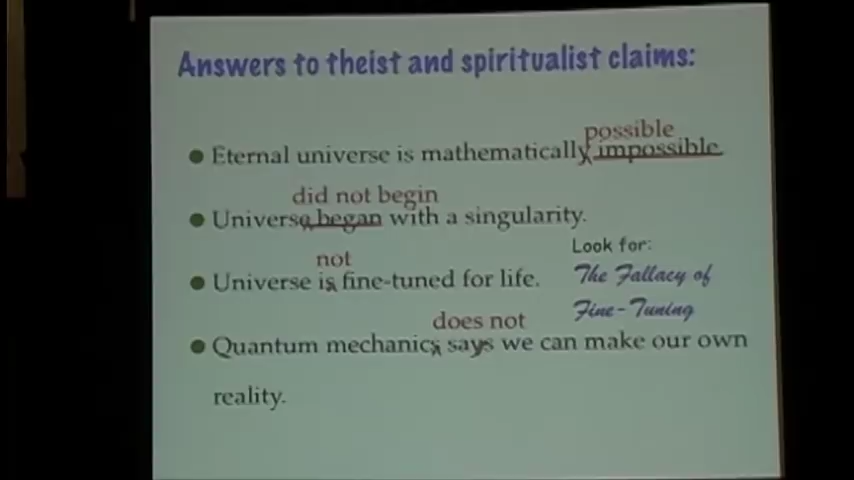 Answers to theist and spiritualist claims:
possible
Eternal universe is mathematically impossible
did not begin
Universe began with a singularity.
not
Look for:
Universe is fine-tuned for life.
The Fallacy of
Fine-Tuning
does not
Quantum mechanics says we can make our own
reality.